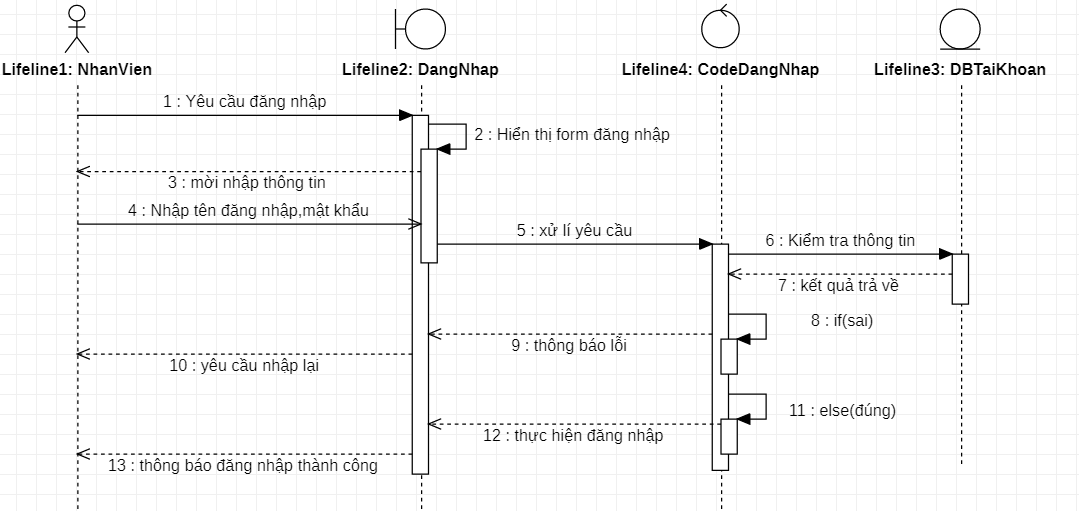 Lifeline1: NhanVien
Lifeline2: DangNhap
Lifeline4: CodeDangNhap
Lifeline3: DBTaiKhoan
1 : Yêu cầu đăng nhập
2 : Hiển thị form đăng nhập
3 : mời nhập thông tin
4 : Nhập tên đăng nhập,mật khẩu
5 : xử lí yêu cầu
6 : Kiểm tra thông tin
7 : kết quả trả về
8 : if(sai)
9 : thông báo lỗi
10 : yêu cầu nhập lại
11 : else(đúng)
12 : thực hiện đăng nhập
13 : thông báo đăng nhập thành công